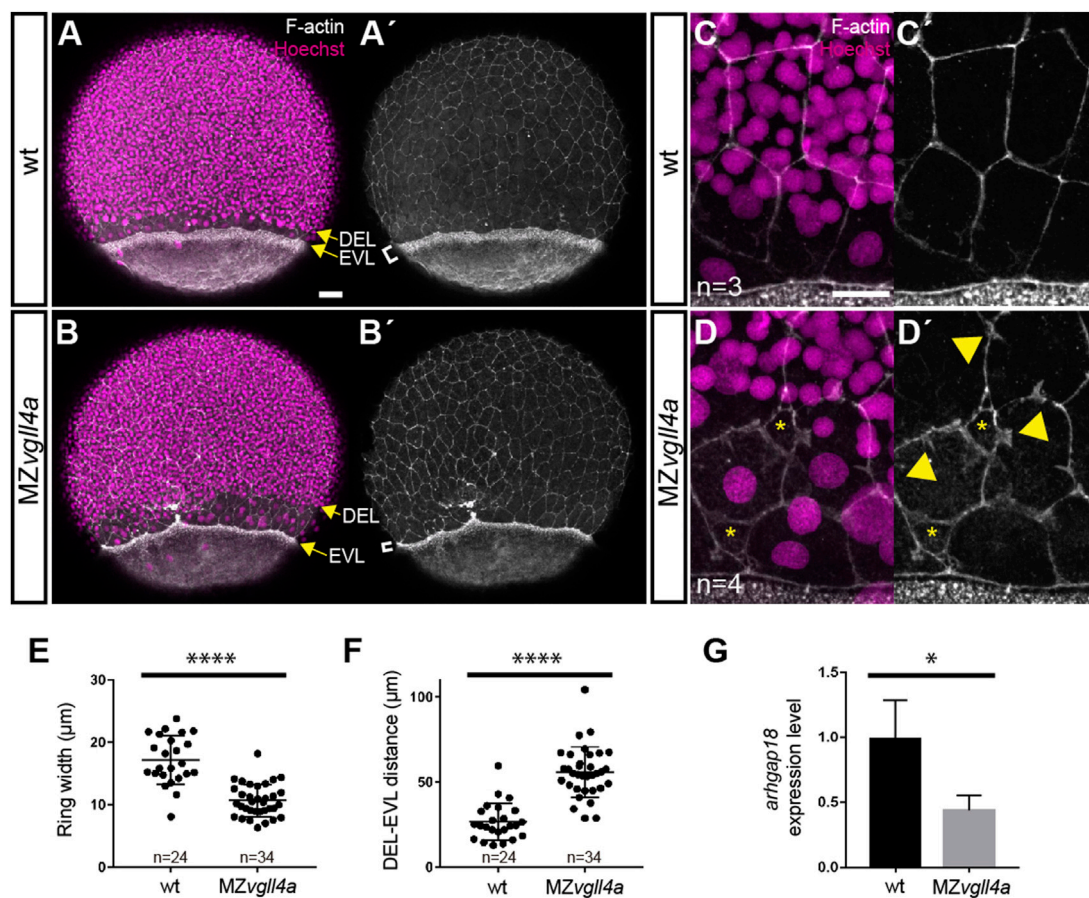 wt
A
F-actin
Hoechst
A´
DEL
EVL
C
F-actin
Hoechst
C´
wt
n=3
MZvgll4a
B
B´
DEL
EVL
MZvgll4a
D
D´
*
*
*
*
n=4
E
****
Ring width (µm)
30
20
10
0
n=24
n=34
wt
MZvgll4a
F
****
DEL-EVL distance (µm)
100
50
0
n=24
n=34
wt
MZvgll4a
G
*
arhgap18
expression level
1.5
1.0
0.5
0.0
wt
MZvgll4a